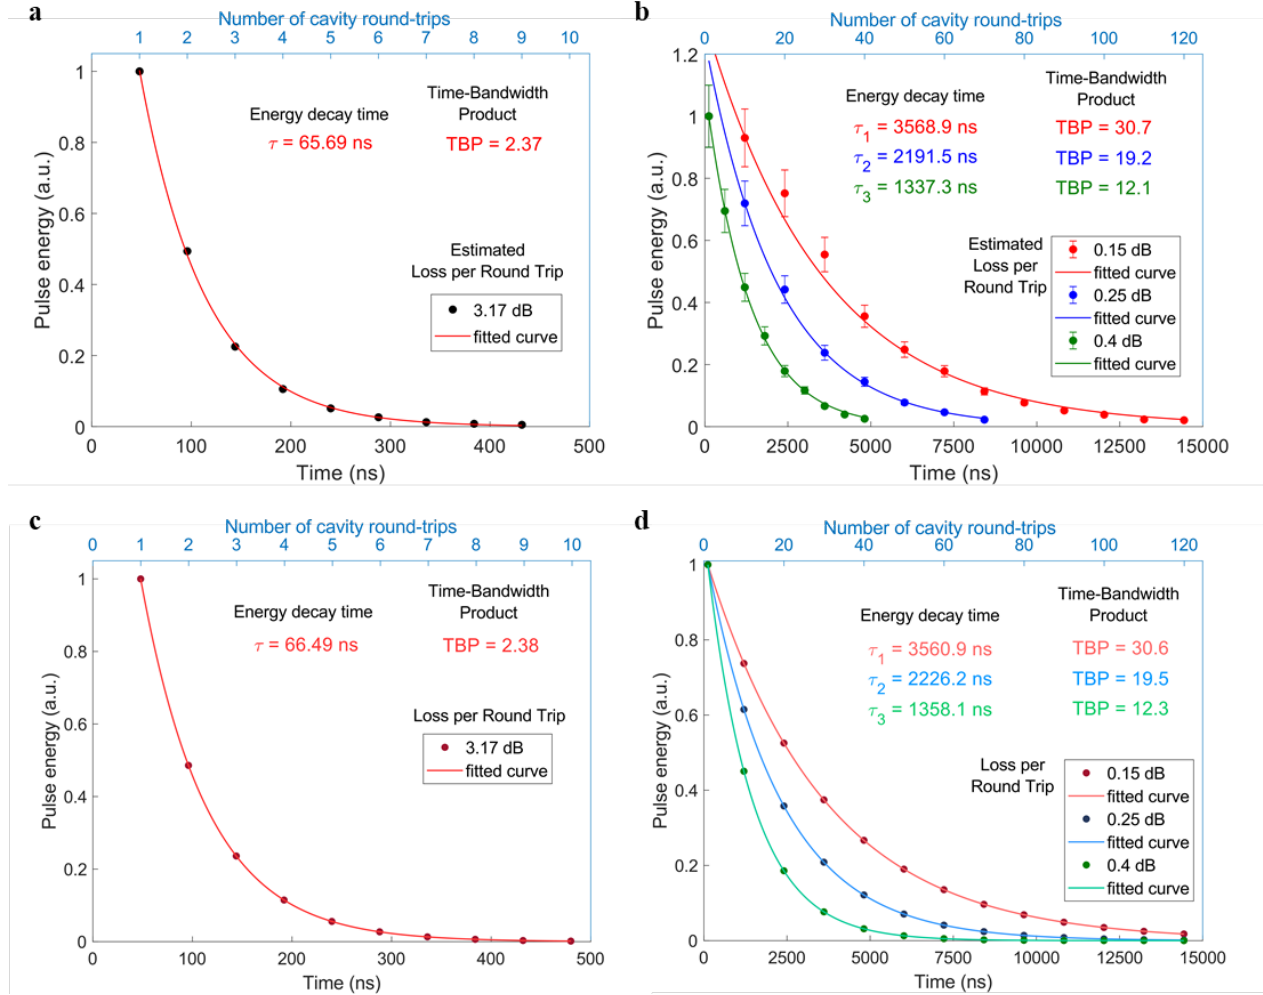 a
Number of cavity round-trips
1 2 3 4 5 6 7 8 9 10
Pulse energy (a.u.)
1
0.8
0.6
0.4
0.2
0
Energy decay time
τ = 65.69 ns
Time-Bandwidth
Product
TBP = 2.37
Estimated
Loss per Round Trip
3.17 dB
fitted curve
0 100 200 300 400 500
Time (ns)
b
Number of cavity round-trips
0 20 40 60 80 100 120
Pulse energy (a.u.)
1.2
1
0.8
0.6
0.4
0.2
0
Energy decay time
τ1 = 3568.9 ns
τ2 = 2191.5 ns
τ3 = 1337.3 ns
Time-Bandwidth
Product
TBP = 30.7
TBP = 19.2
TBP = 12.1
Estimated
Loss per
Round Trip
0.15 dB
fitted curve
0.25 dB
fitted curve
0.4 dB
fitted curve
0 2500 5000 7500 10000 12500 15000
Time (ns)
c
Number of cavity round-trips
0 1 2 3 4 5 6 7 8 9 10
Pulse energy (a.u.)
1
0.8
0.6
0.4
0.2
0
Energy decay time
τ = 66.49 ns
Time-Bandwidth
Product
TBP = 2.38
Loss per Round Trip
3.17 dB
fitted curve
0 100 200 300 400 500
Time (ns)
d
Number of cavity round-trips
0 20 40 60 80 100 120
Pulse energy (a.u.)
1
0.8
0.6
0.4
0.2
0
Energy decay time
τ1 = 3560.9 ns
τ2 = 2226.2 ns
τ3 = 1358.1 ns
Time-Bandwidth
Product
TBP = 30.6
TBP = 19.5
TBP = 12.3
Loss per
Round Trip
0.15 dB
fitted curve
0.25 dB
fitted curve
0.4 dB
fitted curve
0 2500 5000 7500 10000 12500 15000
Time (ns)